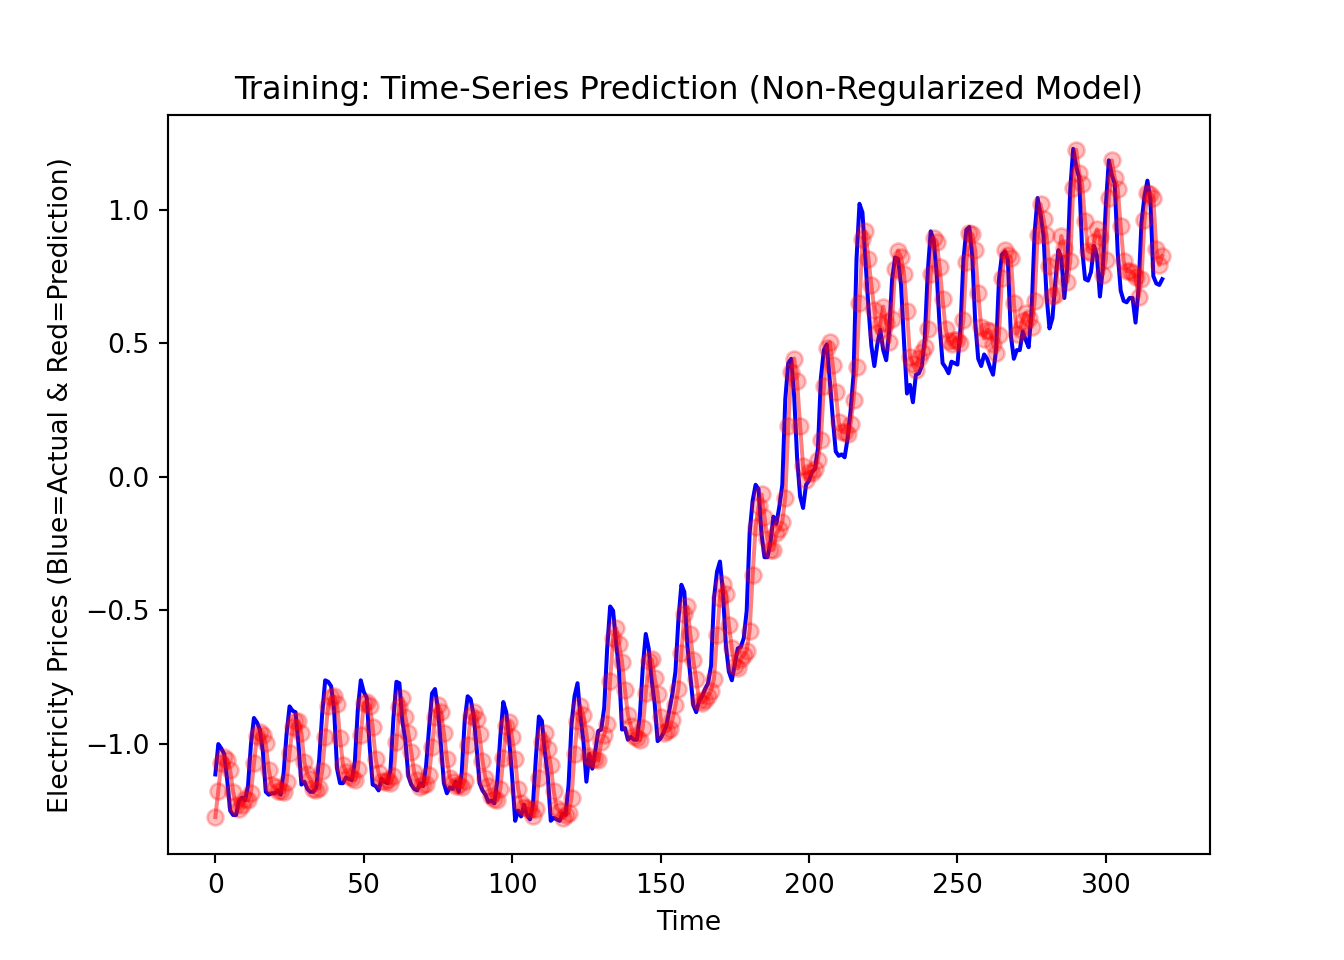 Training: Time-Series Prediction (Non-Regularized Model)
Electricity Prices (Blue=Actual & Red=Prediction)
1.0
0.5
0.0
−0.5
−1.0
0 50 100 150 200 250 300
Time